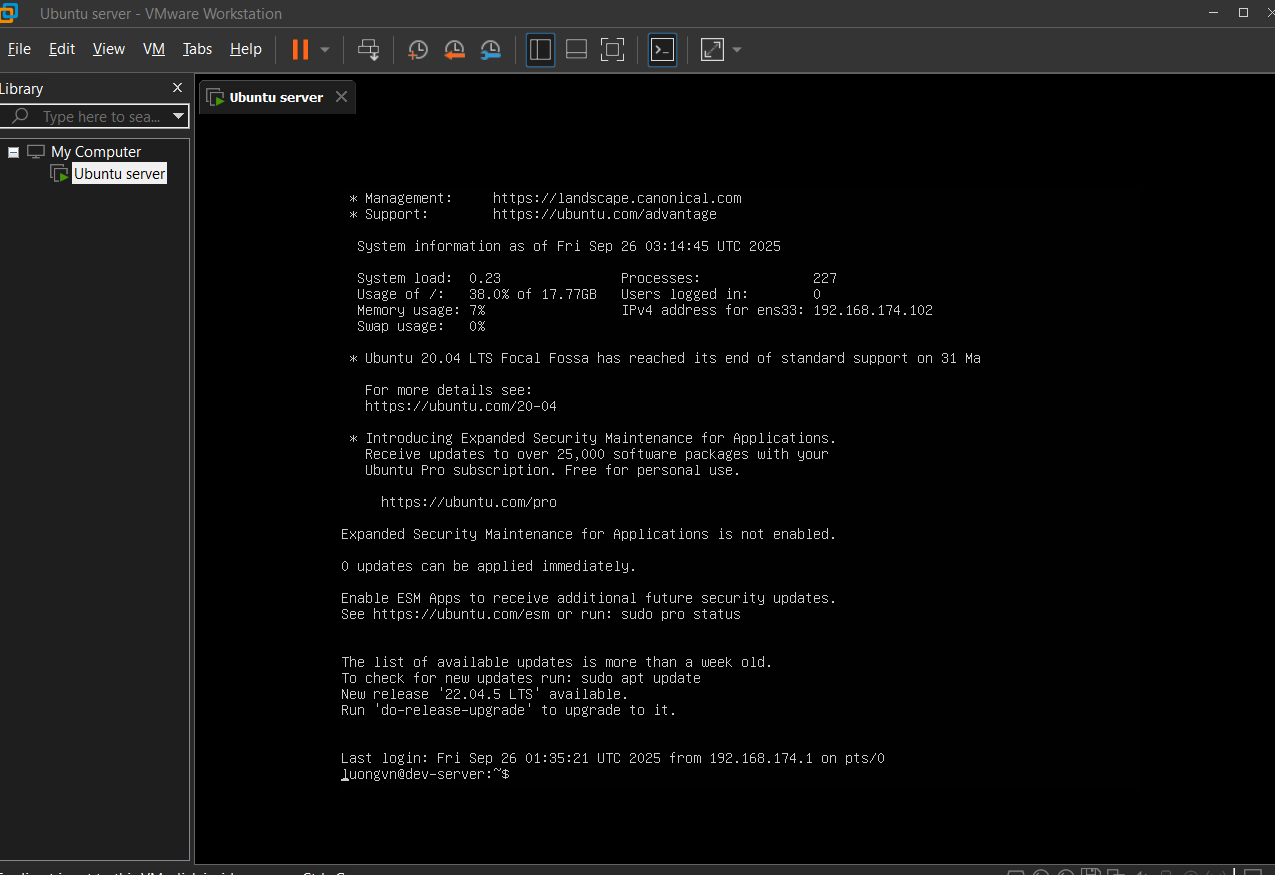 Ubuntu server - VMware Workstation
File Edit View VM Tabs Help
Library
Type here to sea...
My Computer
Ubuntu server
Ubuntu server
* Management: https://landscape.canonical.com
* Support: https://ubuntu.com/advantage
System information as of Fri Sep 26 03:14:45 UTC 2025
System load: 0.23 Processes: 227
Usage of /: 38.0% of 17.77GB Users logged in: 0
Memory usage: 7% IPv4 address for ens33: 192.168.174.102
Swap usage: 0%
* Ubuntu 20.04 LTS Focal Fossa has reached its end of standard support on 31 Ma
For more details see:
https://ubuntu.com/20-04
* Introducing Expanded Security Maintenance for Applications.
Receive updates to over 25,000 software packages with your
Ubuntu Pro subscription. Free for personal use.
https://ubuntu.com/pro
Expanded Security Maintenance for Applications is not enabled.
0 updates can be applied immediately.
Enable ESM Apps to receive additional future security updates.
See https://ubuntu.com/esm or run: sudo pro status
The list of available updates is more than a week old.
To check for new updates run: sudo apt update
New release '22.04.5 LTS' available.
Run 'do-release-upgrade' to upgrade to it.
Last login: Fri Sep 26 01:35:21 UTC 2025 from 192.168.174.1 on pts/0
luongvn@dev-server:~$